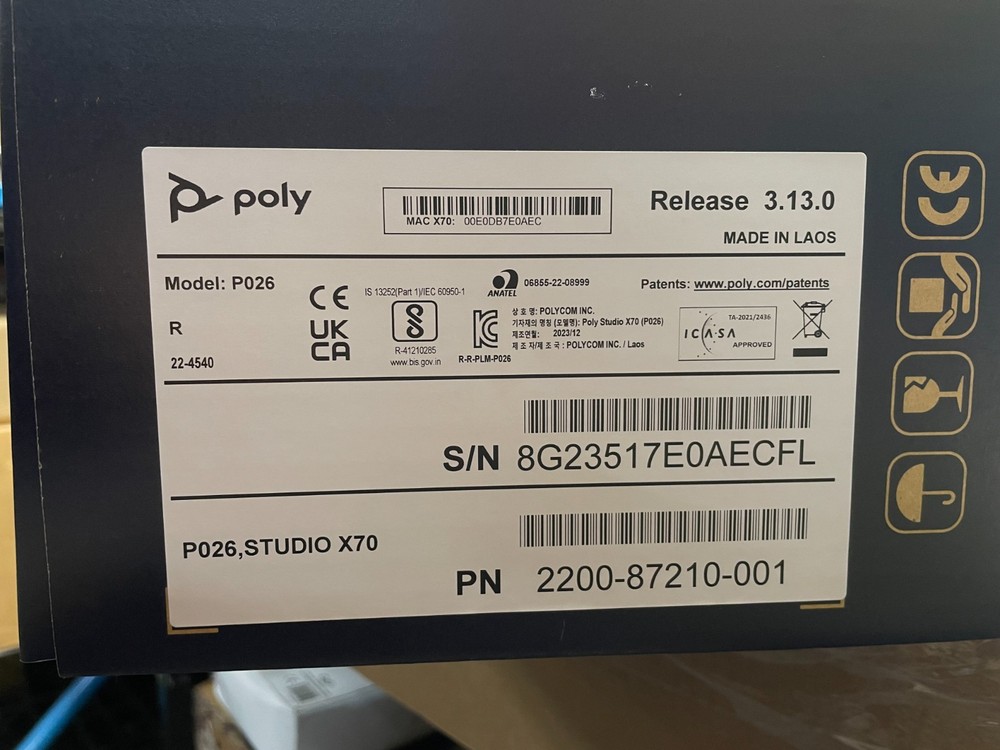 poly
MAC X70: 00E0DB7E0AEC
Release 3.13.0
MADE IN LAOS
Model: P026
R
22-4540
CE
UK
CA
IS 13252(Part 1)/IEC 60950-1
R-41210285
www.bis.gov.in
ANATEL
06855-22-08999
R-R-PLM-P026
상 호 명: POLYCOM INC.
기자재의 명칭 (모델명): Poly Studio X70 (P026)
제조연월: 2023/12
제 조 자/제 조 국 : POLYCOM INC. / Laos
Patents: www.poly.com/patents
TA-2021/2436
ICASA
APPROVED
S/N 8G23517E0AECFL
P026,STUDIO X70
PN 2200-87210-001
CE